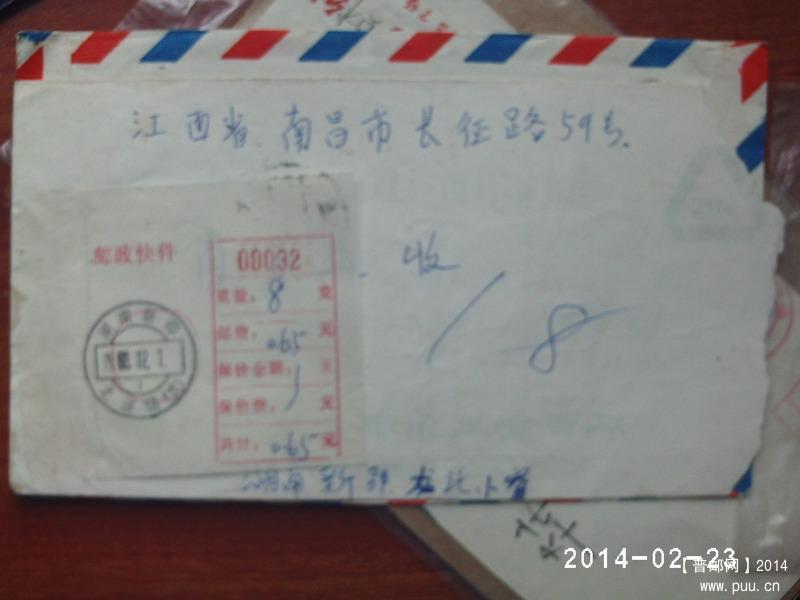 江西省.南昌市长征路59号.
邮政快件
00032
收
重量：8 克
邮费：0.65 元
保价金额： 元
保价费： 元
共计：0.65 元
8
湖南新邵龙
2014-02-23
【晋邮网】2014
www.puu.cn